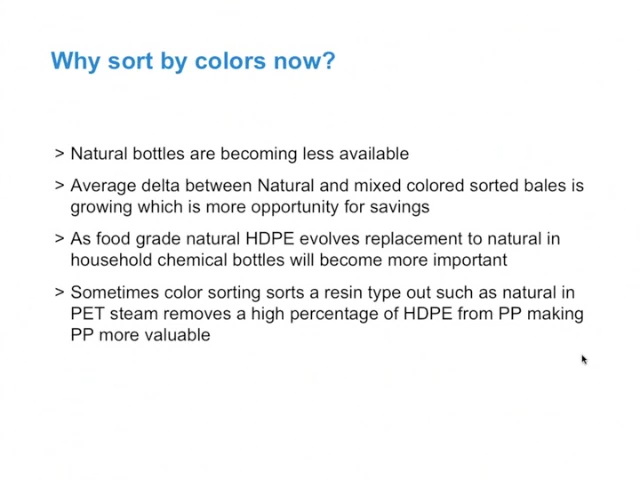 Why sort by colors now?
> Natural bottles are becoming less available
> Average delta between Natural and mixed colored sorted bales is
growing which is more opportunity for savings
> As food grade natural HDPE evolves replacement to natural in
household chemical bottles will become more important
> Sometimes color sorting sorts a resin type out such as natural in
PET steam removes a high percentage of HDPE from PP making
PP more valuable